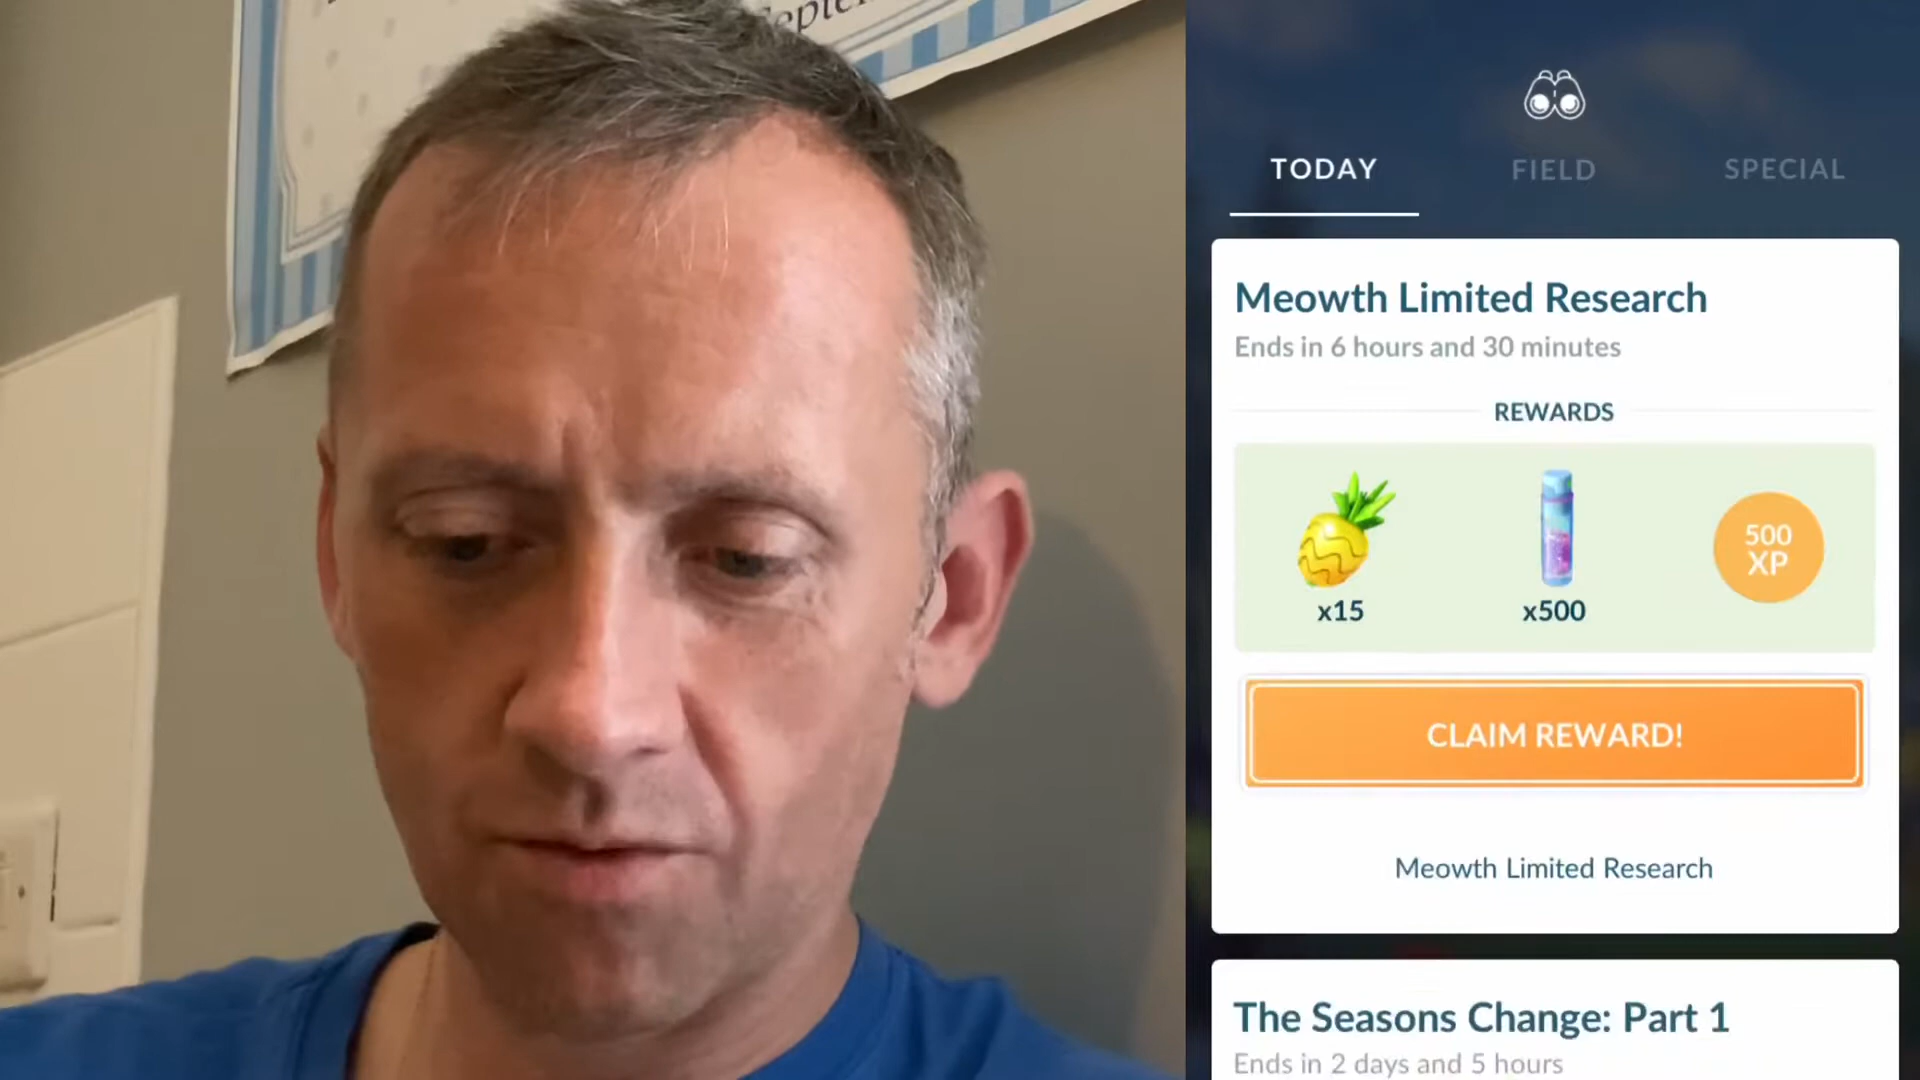 TODAY
FIELD
SPECIAL
Meowth Limited Research
Ends in 6 hours and 30 minutes
REWARDS
x15
x500
500
XP
CLAIM REWARD!
Meowth Limited Research
The Seasons Change: Part 1
Ends in 2 days and 5 hours